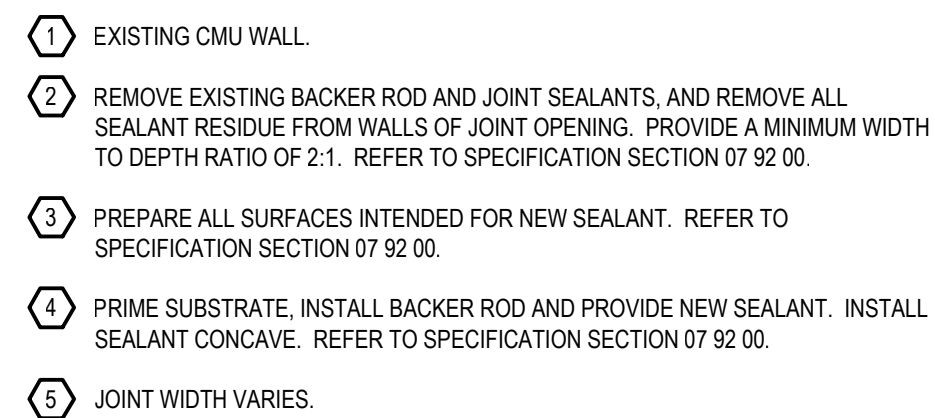 1 EXISTING CMU WALL.
2 REMOVE EXISTING BACKER ROD AND JOINT SEALANTS, AND REMOVE ALL
SEALANT RESIDUE FROM WALLS OF JOINT OPENING. PROVIDE A MINIMUM WIDTH
TO DEPTH RATIO OF 2:1. REFER TO SPECIFICATION SECTION 07 92 00.
3 PREPARE ALL SURFACES INTENDED FOR NEW SEALANT. REFER TO
SPECIFICATION SECTION 07 92 00.
4 PRIME SUBSTRATE, INSTALL BACKER ROD AND PROVIDE NEW SEALANT. INSTALL
SEALANT CONCAVE. REFER TO SPECIFICATION SECTION 07 92 00.
5 JOINT WIDTH VARIES.